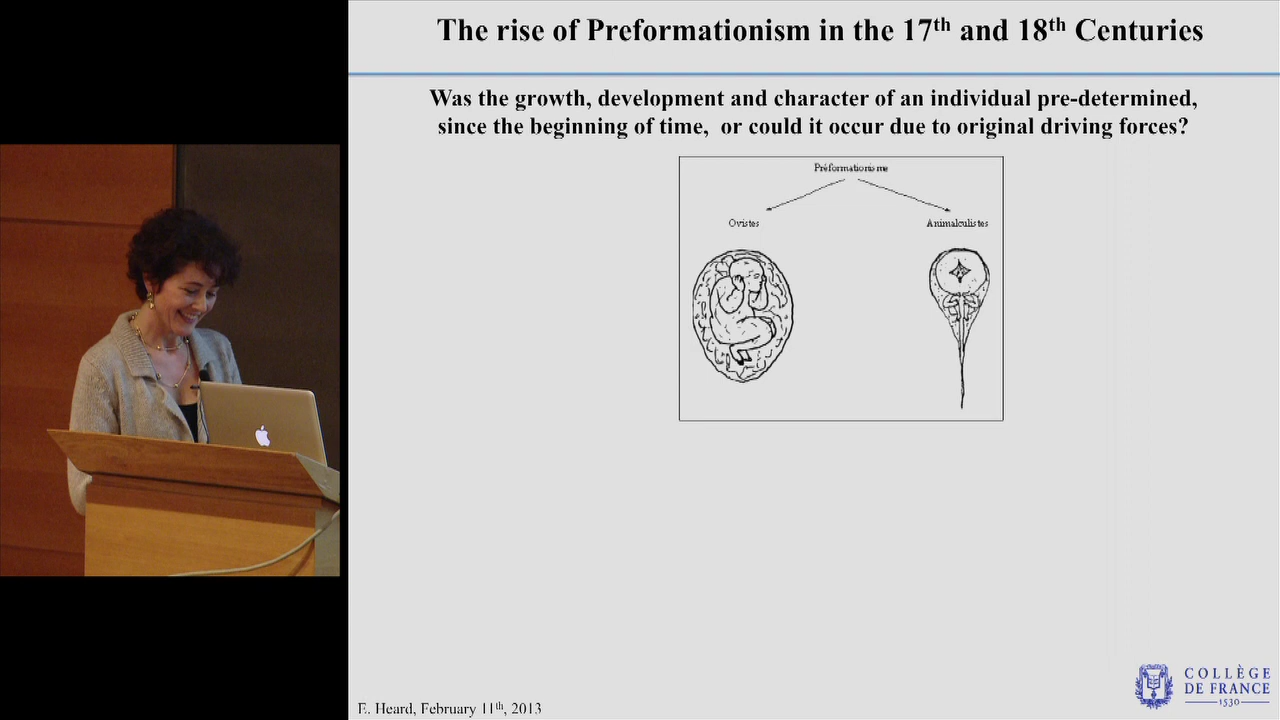 The rise of Preformationism in the 17th and 18th Centuries
Was the growth, development and character of an individual pre-determined,
since the beginning of time, or could it occur due to original driving forces?
Préformationisme
Ovistes
Animalculistes
E. Heard, February 11th, 2013
COLLÈGE
DE FRANCE
1530